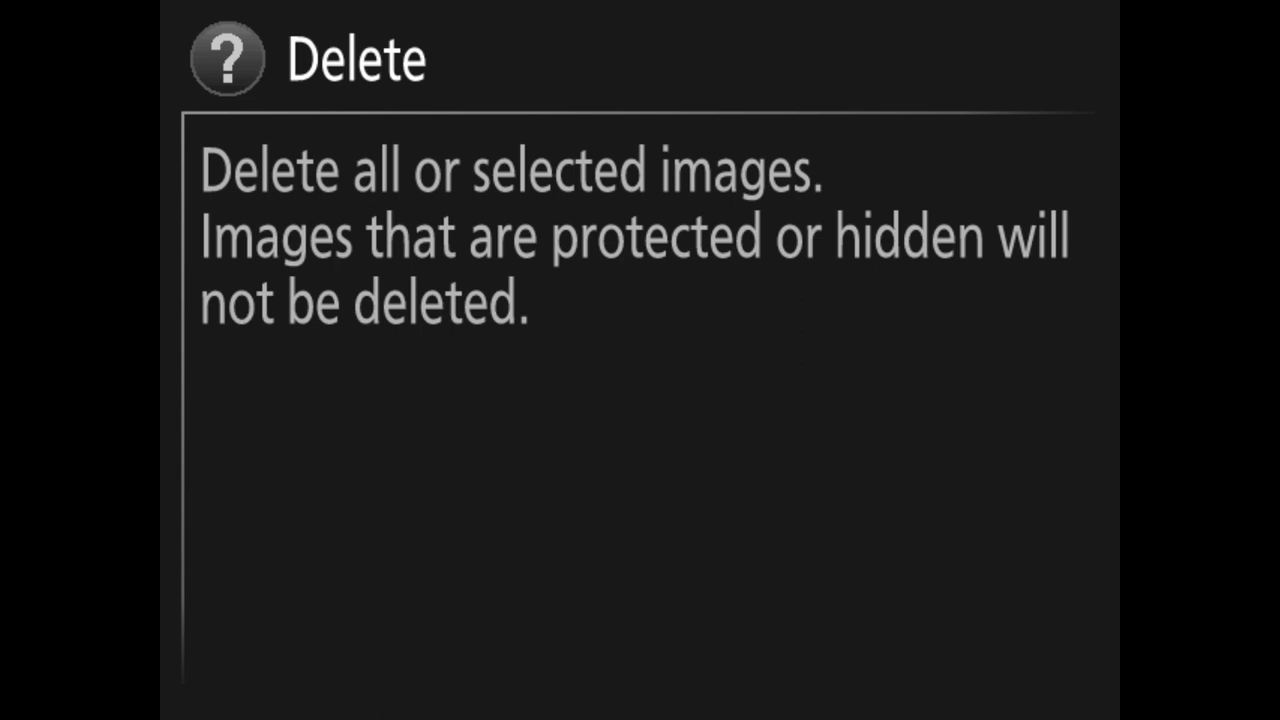 ? Delete
Delete all or selected images.
Images that are protected or hidden will
not be deleted.